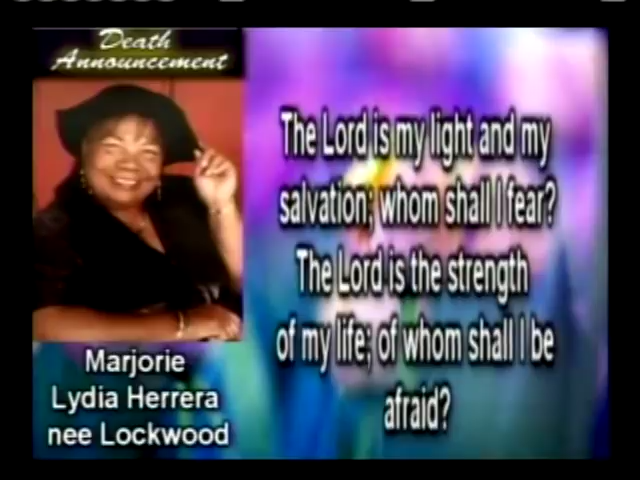 Death
Announcement
The Lord is my light and my
salvation; whom shall I fear?
The Lord is the strength
of my life; of whom shall I be
afraid?
Marjorie
Lydia Herrera
nee Lockwood